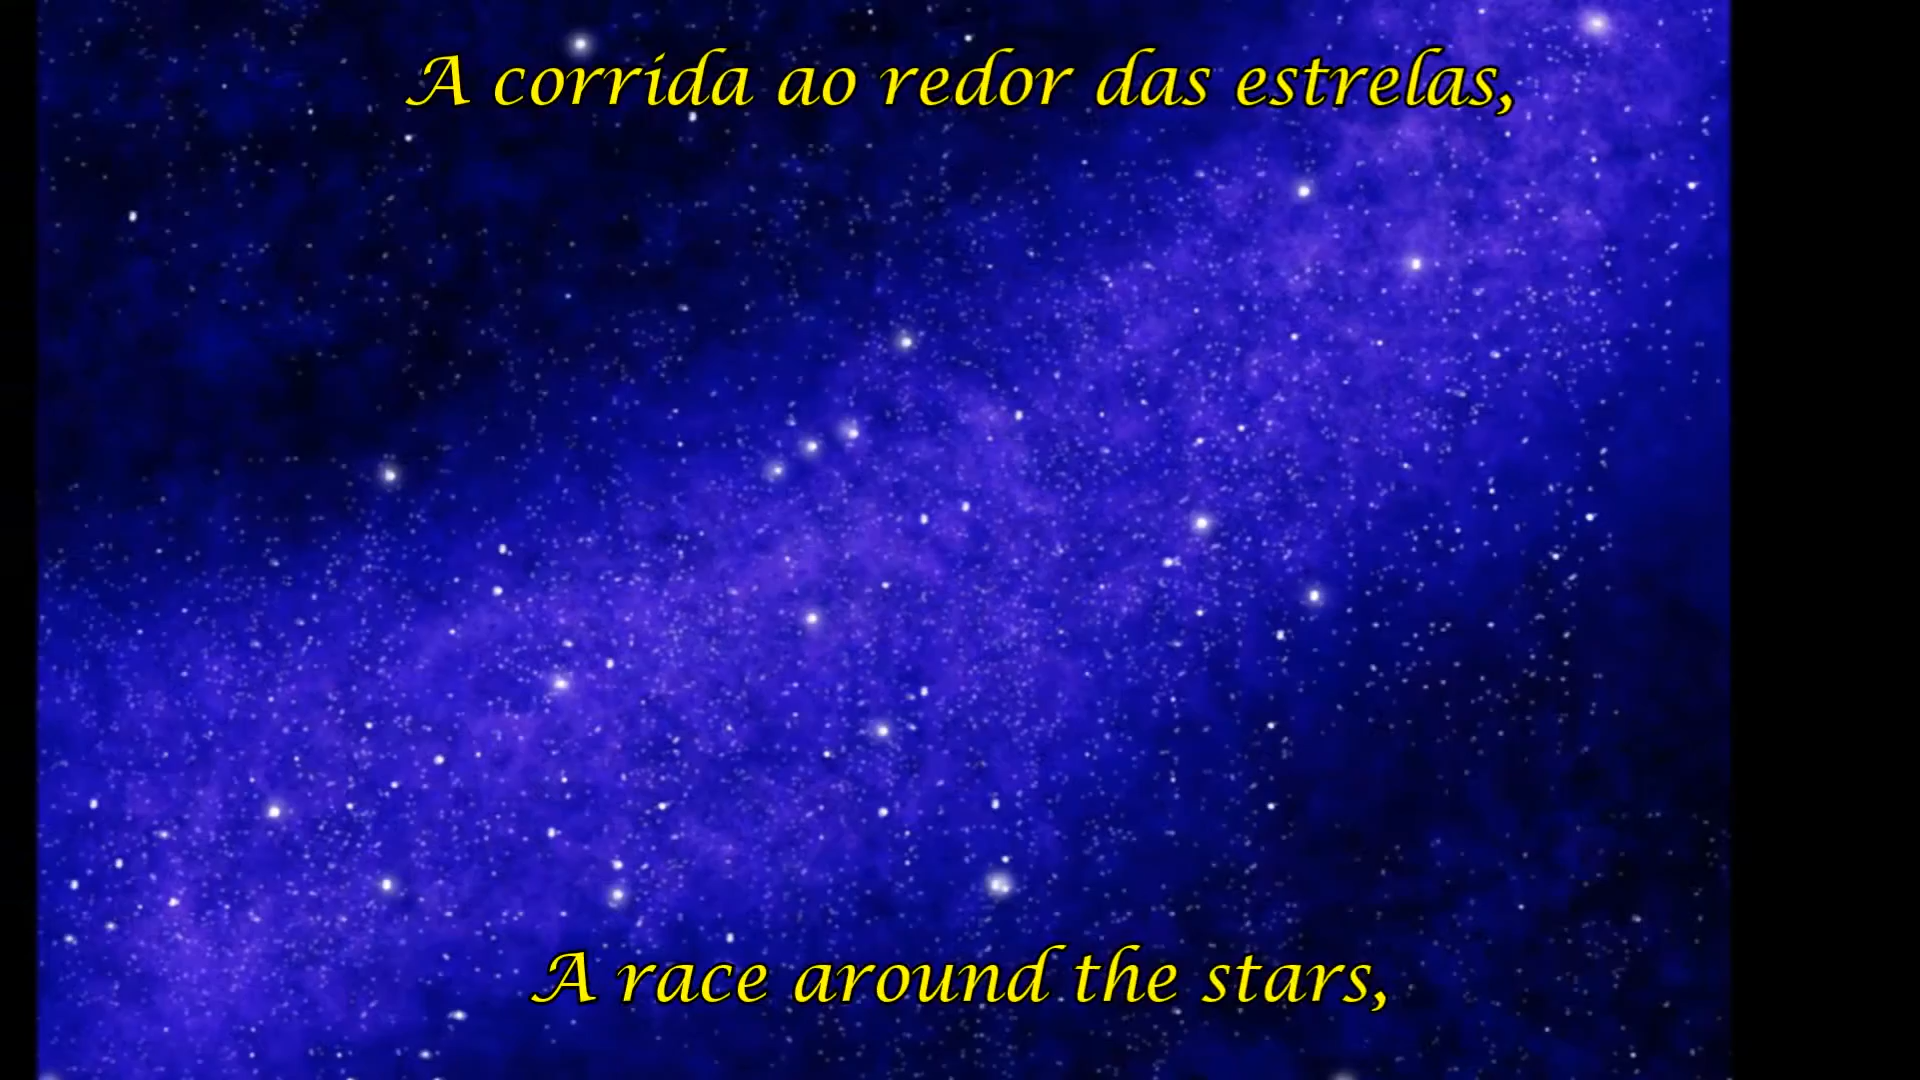 A corrida ao redor das estrelas,
A race around the stars,